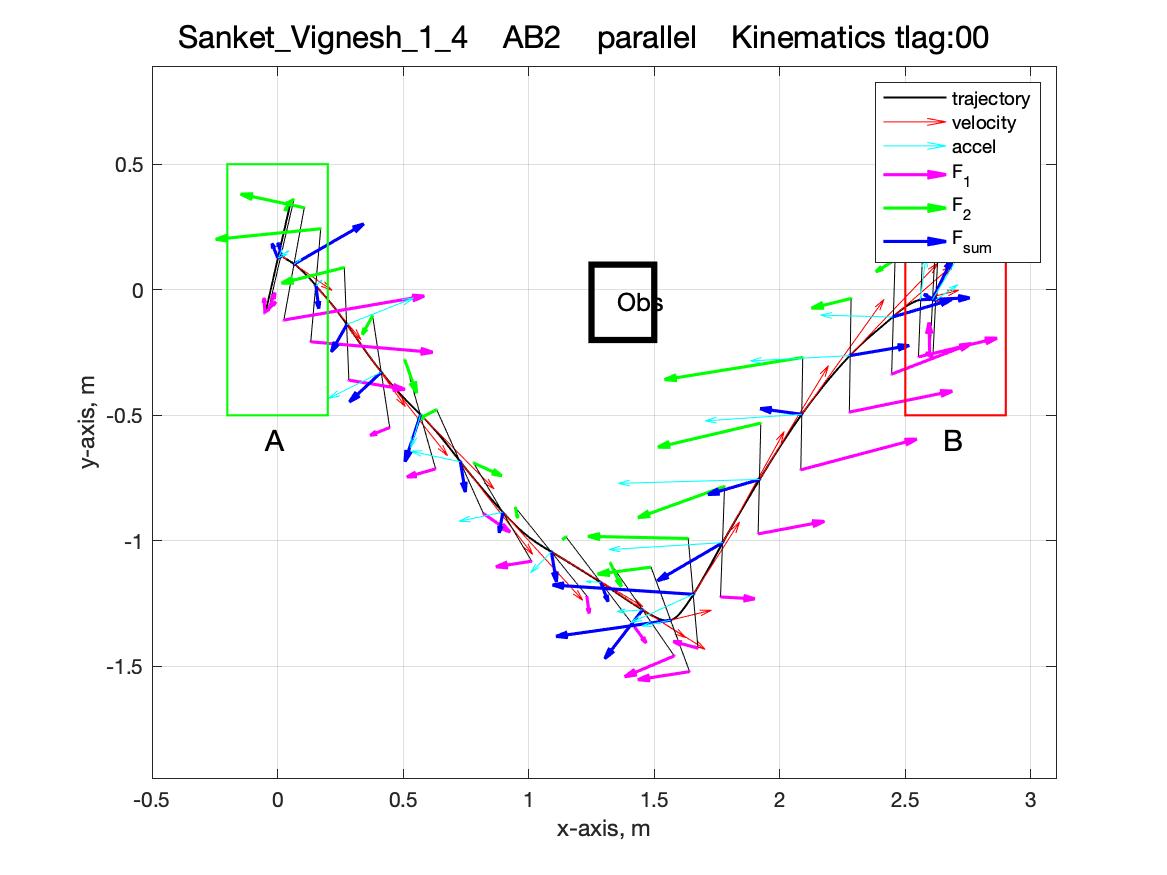 Sanket_Vignesh_1_4 AB2 parallel Kinematics tlag:00
trajectory
velocity
accel
F1
F2
Fsum
0.5
0
-0.5
-1
-1.5
y-axis, m
Obs
A
B
-0.5 0 0.5 1 1.5 2 2.5 3
x-axis, m